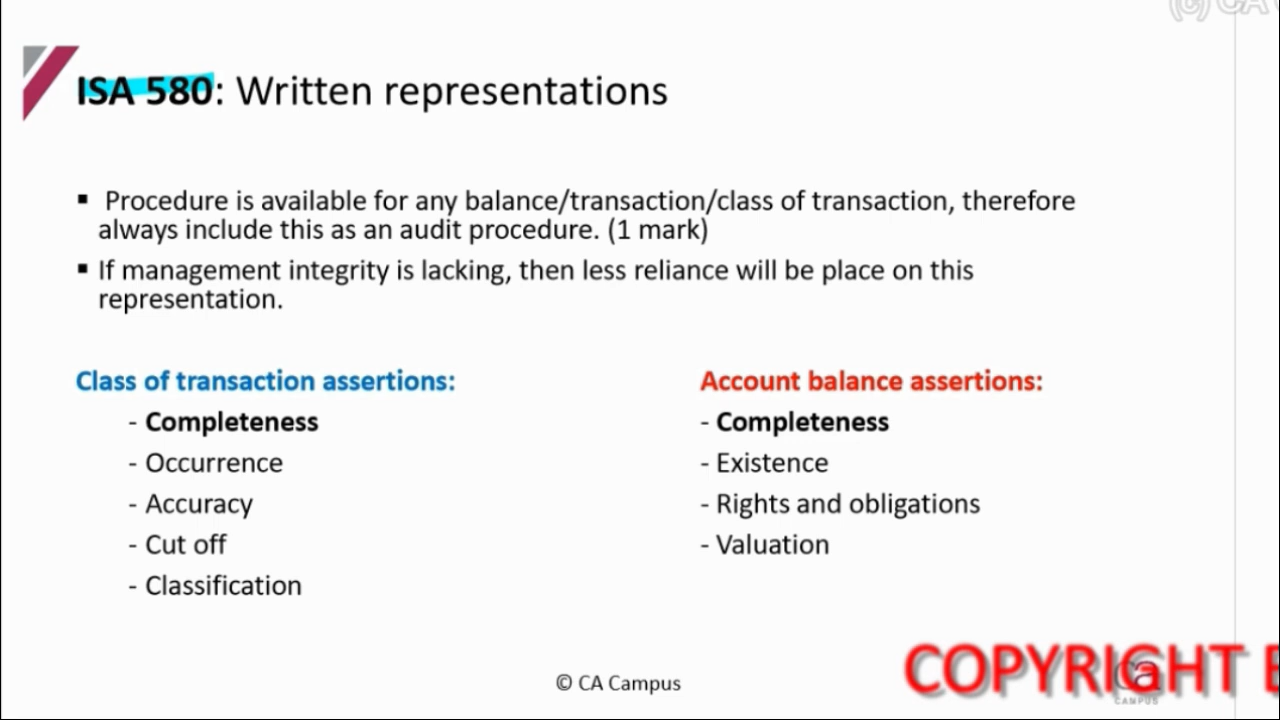 (c) CA
ISA 580: Written representations
▪ Procedure is available for any balance/transaction/class of transaction, therefore
always include this as an audit procedure. (1 mark)
▪ If management integrity is lacking, then less reliance will be place on this
representation.
Class of transaction assertions:
- Completeness
- Occurrence
- Accuracy
- Cut off
- Classification
Account balance assertions:
- Completeness
- Existence
- Rights and obligations
- Valuation
© CA Campus
COPYRIGHT
ca
CAMPUS